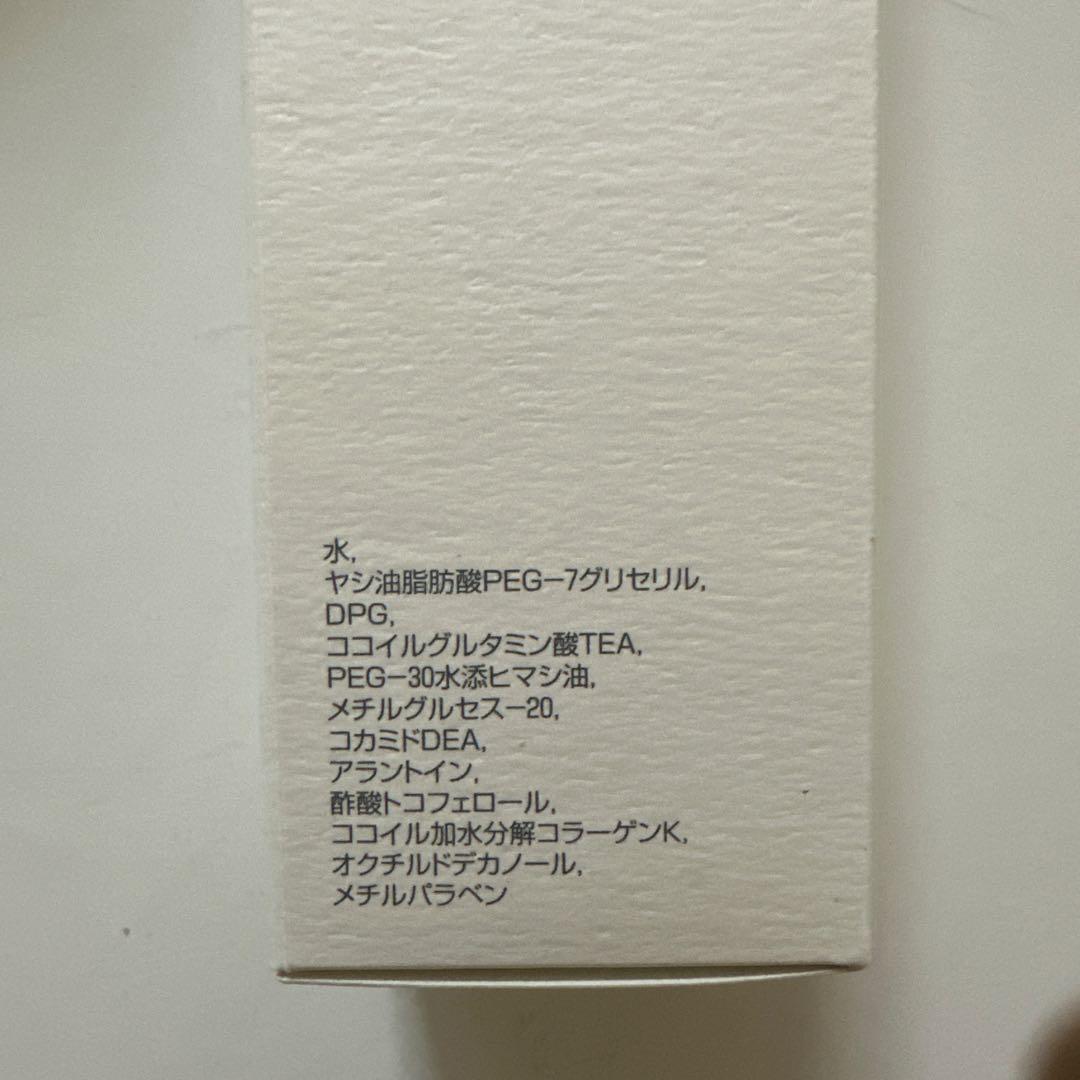 水,
ヤシ油脂肪酸PEG−7グリセリル,
DPG,
ココイルグルタミン酸TEA,
PEG−30水添ヒマシ油,
メチルグルセス−20,
コカミドDEA,
アラントイン,
酢酸トコフェロール,
ココイル加水分解コラーゲンK,
オクチルドデカノール,
メチルパラベン